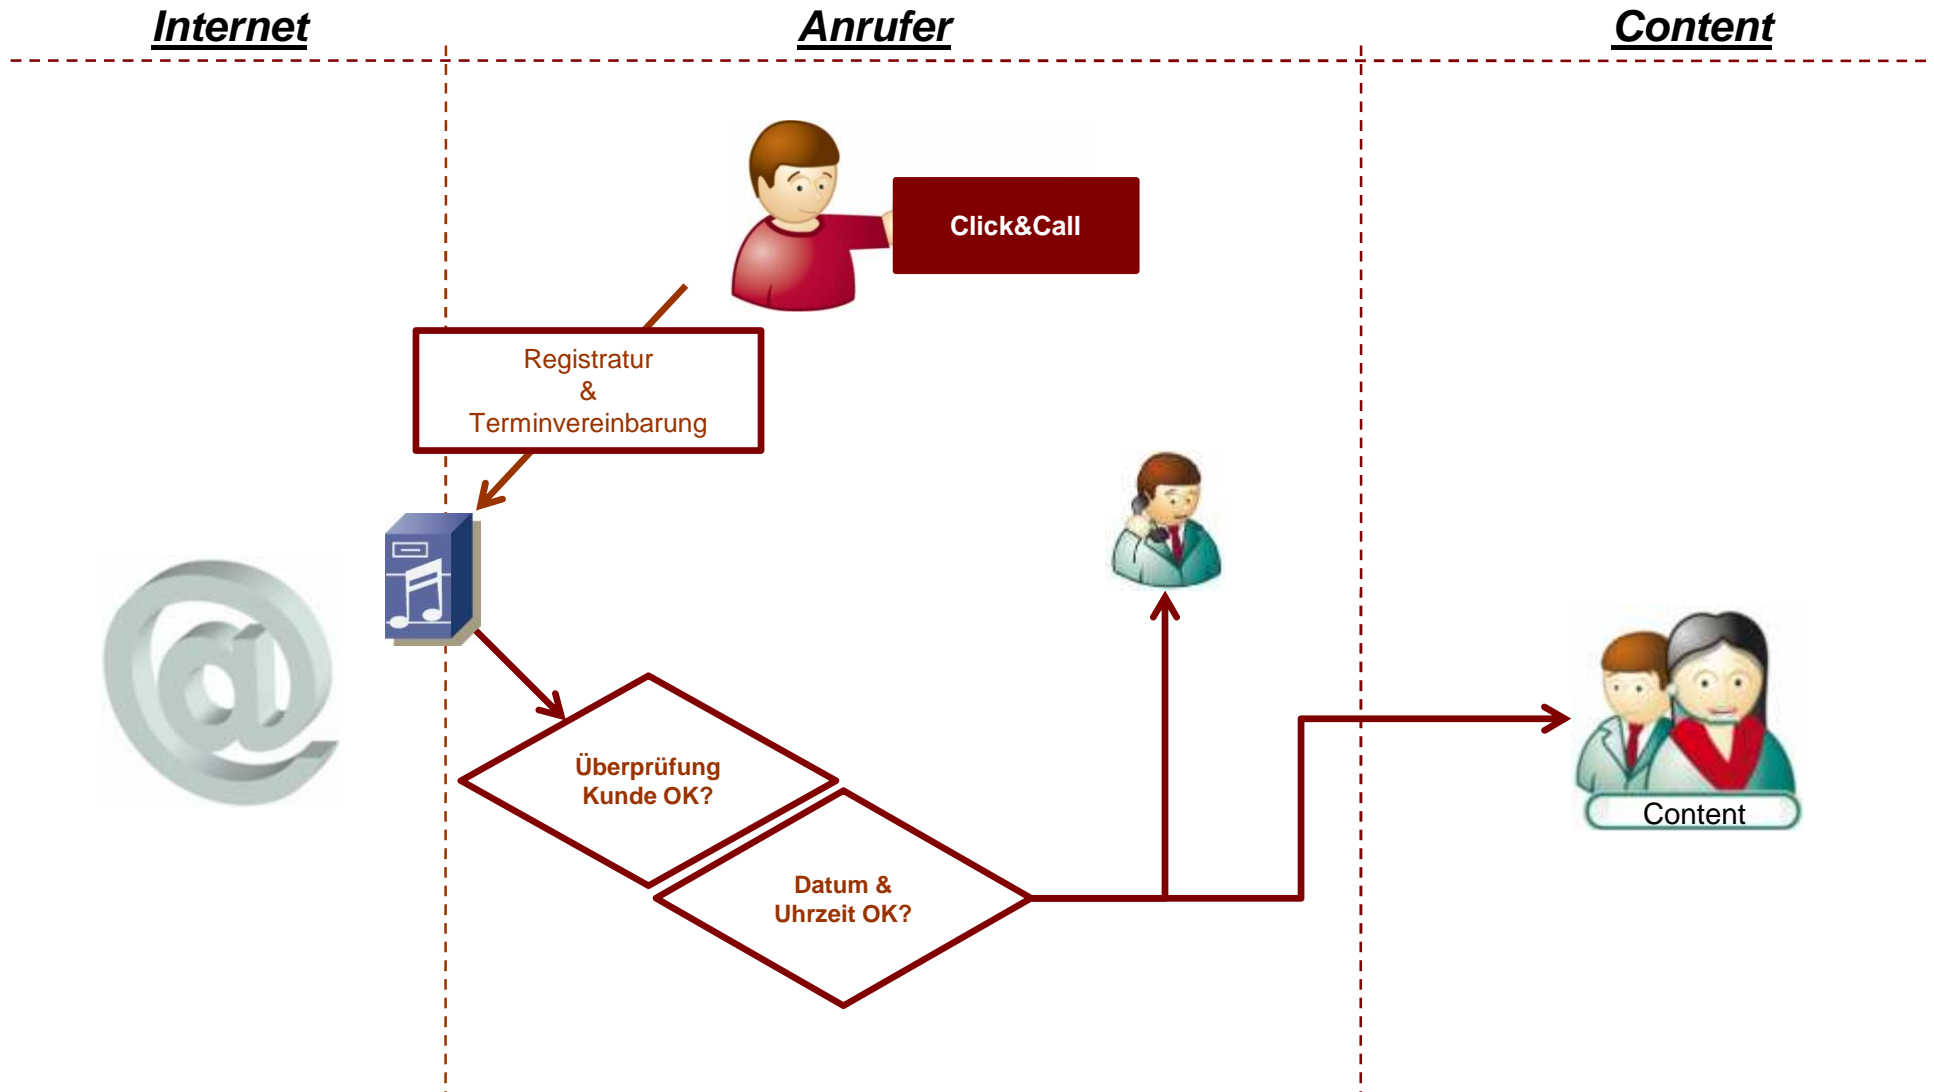 Internet
Anrufer
Content
Click&Call
Registratur
&
Terminvereinbarung
Überprüfung
Kunde OK?
Datum &
Uhrzeit OK?
Content